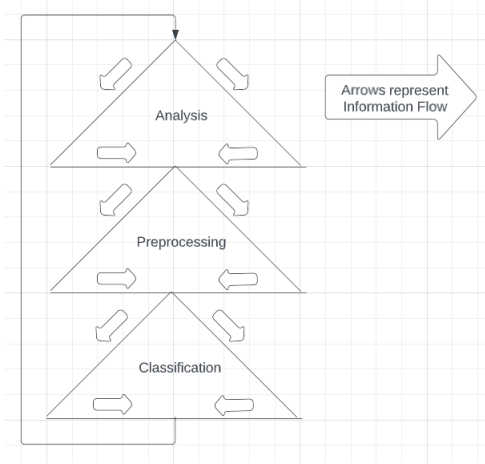 Arrows represent
Information Flow
Analysis
Preprocessing
Classification